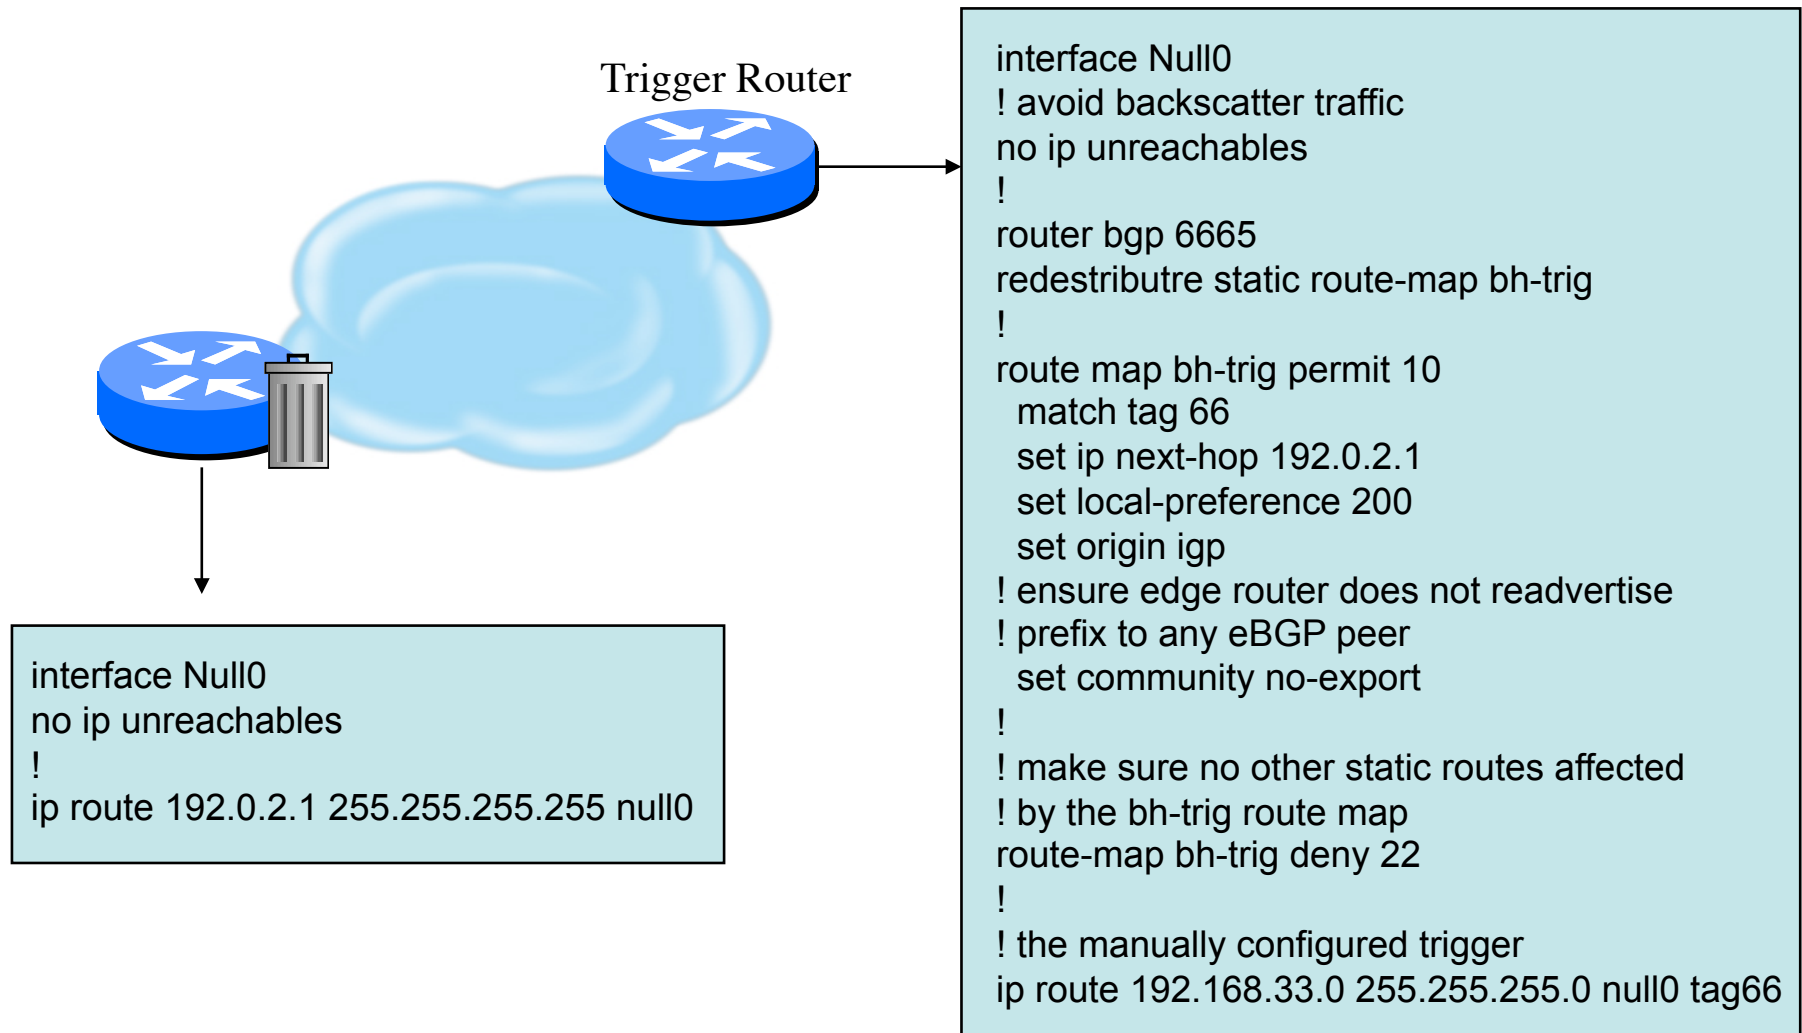 Trigger Router
interface Null0
! avoid backscatter traffic
no ip unreachables
!
router bgp 6665
redestributre static route-map bh-trig
!
route map bh-trig permit 10
match tag 66
set ip next-hop 192.0.2.1
set local-preference 200
set origin igp
! ensure edge router does not readvertise
! prefix to any eBGP peer
set community no-export
!
! make sure no other static routes affected
! by the bh-trig route map
route-map bh-trig deny 22
!
! the manually configured trigger
ip route 192.168.33.0 255.255.255.0 null0 tag66
interface Null0
no ip unreachables
!
ip route 192.0.2.1 255.255.255.255 null0